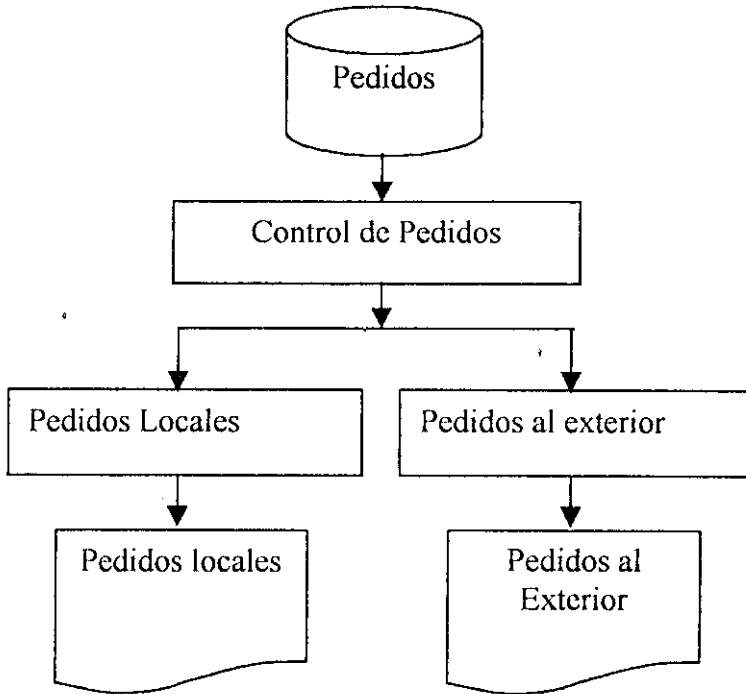 Pedidos
Control de Pedidos
Pedidos Locales
Pedidos al exterior
Pedidos locales
Pedidos al
Exterior